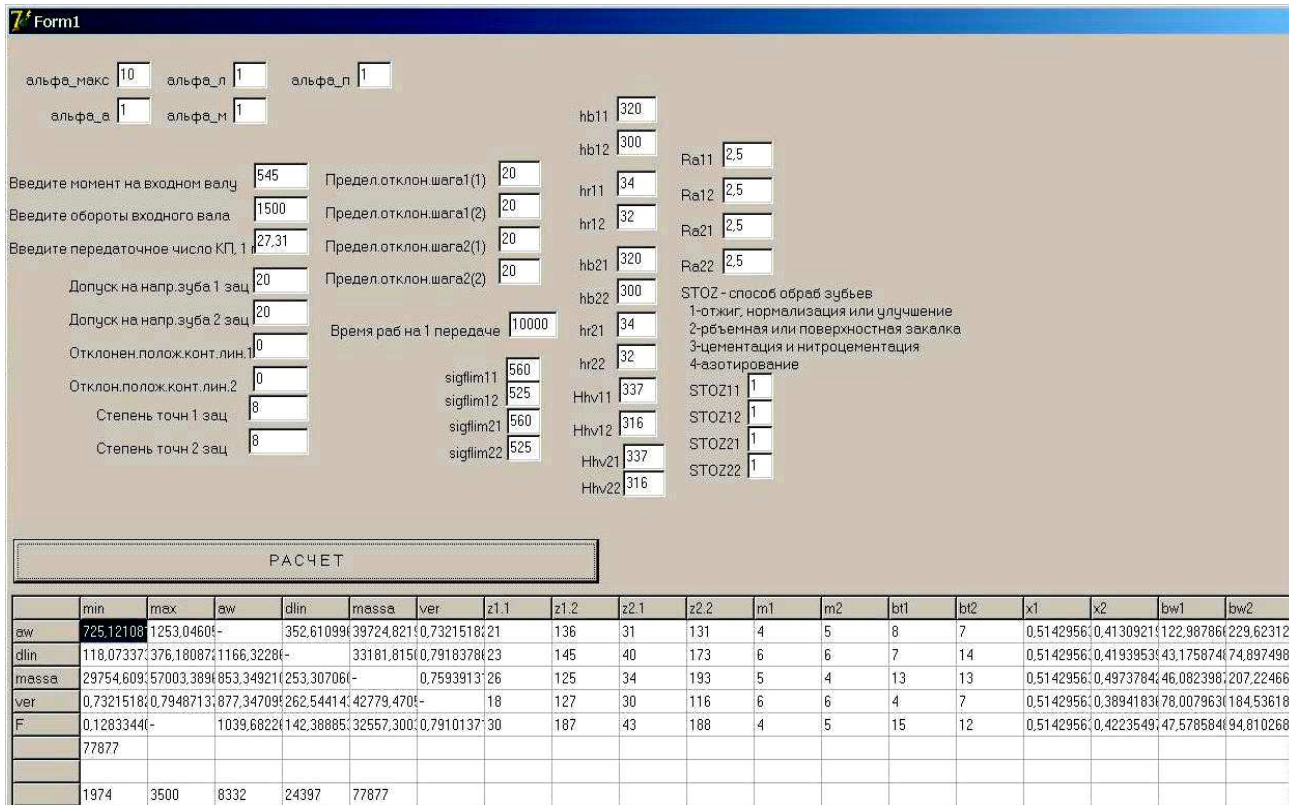 Form1
альфа_макс 10 альфа_л 1 альфа_п 1
альфа_а 1 альфа_м 1
Введите момент на входном валу 545
Введите обороты входного вала 1500
Введите передаточное число КП, 1 27,31
Допуск на напр.зуба 1 зац 20
Допуск на напр.зуба 2 зац 20
Отклонен.полож.конт.лин.1 0
Отклон.полож.конт.лин.2 0
Степень точн 1 зац 8
Степень точн 2 зац 8
Предел.отклон.шага1(1) 20
Предел.отклон.шага1(2) 20
Предел.отклон.шага2(1) 20
Предел.отклон.шага2(2) 20
Время раб на 1 передаче 10000
sigflim11 560
sigflim12 525
sigflim21 560
sigflim22 525
hb11 320
hb12 300
hr11 34
hr12 32
hb21 320
hb22 300
hr21 34
hr22 32
Hhv11 337
Hhv12 316
Hhv21 337
Hhv22 316
Ra11 2,5
Ra12 2,5
Ra21 2,5
Ra22 2,5
STOZ - способ обраб зубьев
1-отжиг, нормализация или улучшение
2-рбъемная или поверхностная закалка
3-цементация и нитроцементация
4-азотирование
STOZ11 1
STOZ12 1
STOZ21 1
STOZ22 1
РАСЧЕТ
min max aw dlin massa ver z1.1 z1.2 z2.1 z2.2 m1 m2 bt1 bt2 x1 x2 bw1 bw2
aw 725,12108 1253,0460 - 352,61099 39724,821 0,7321518 21 136 31 131 4 5 8 7 0,5142956 0,4130921 122,98786 229,62312
dlin 118,07337 376,18087 1166,3228 - 33181,815 0,7918378 23 145 40 173 6 6 7 14 0,5142956 0,4193953 43,175874 74,897498
massa 29754,609 57003,389 853,34921 253,30706 - 0,7593913 26 125 34 193 5 4 13 13 0,5142956 0,4973784 46,082398 207,22466
ver 0,7321518 0,7948713 877,34709 262,54414 42779,470 - 18 127 30 116 6 6 4 7 0,5142956 0,3894183 78,007963 184,53618
F 0,1283344 - 1039,6822 142,38885 32557,300 0,7910137 30 187 43 188 4 5 15 12 0,5142956 0,4223549 47,578584 94,810268
77877
1974 3500 8332 24397 77877